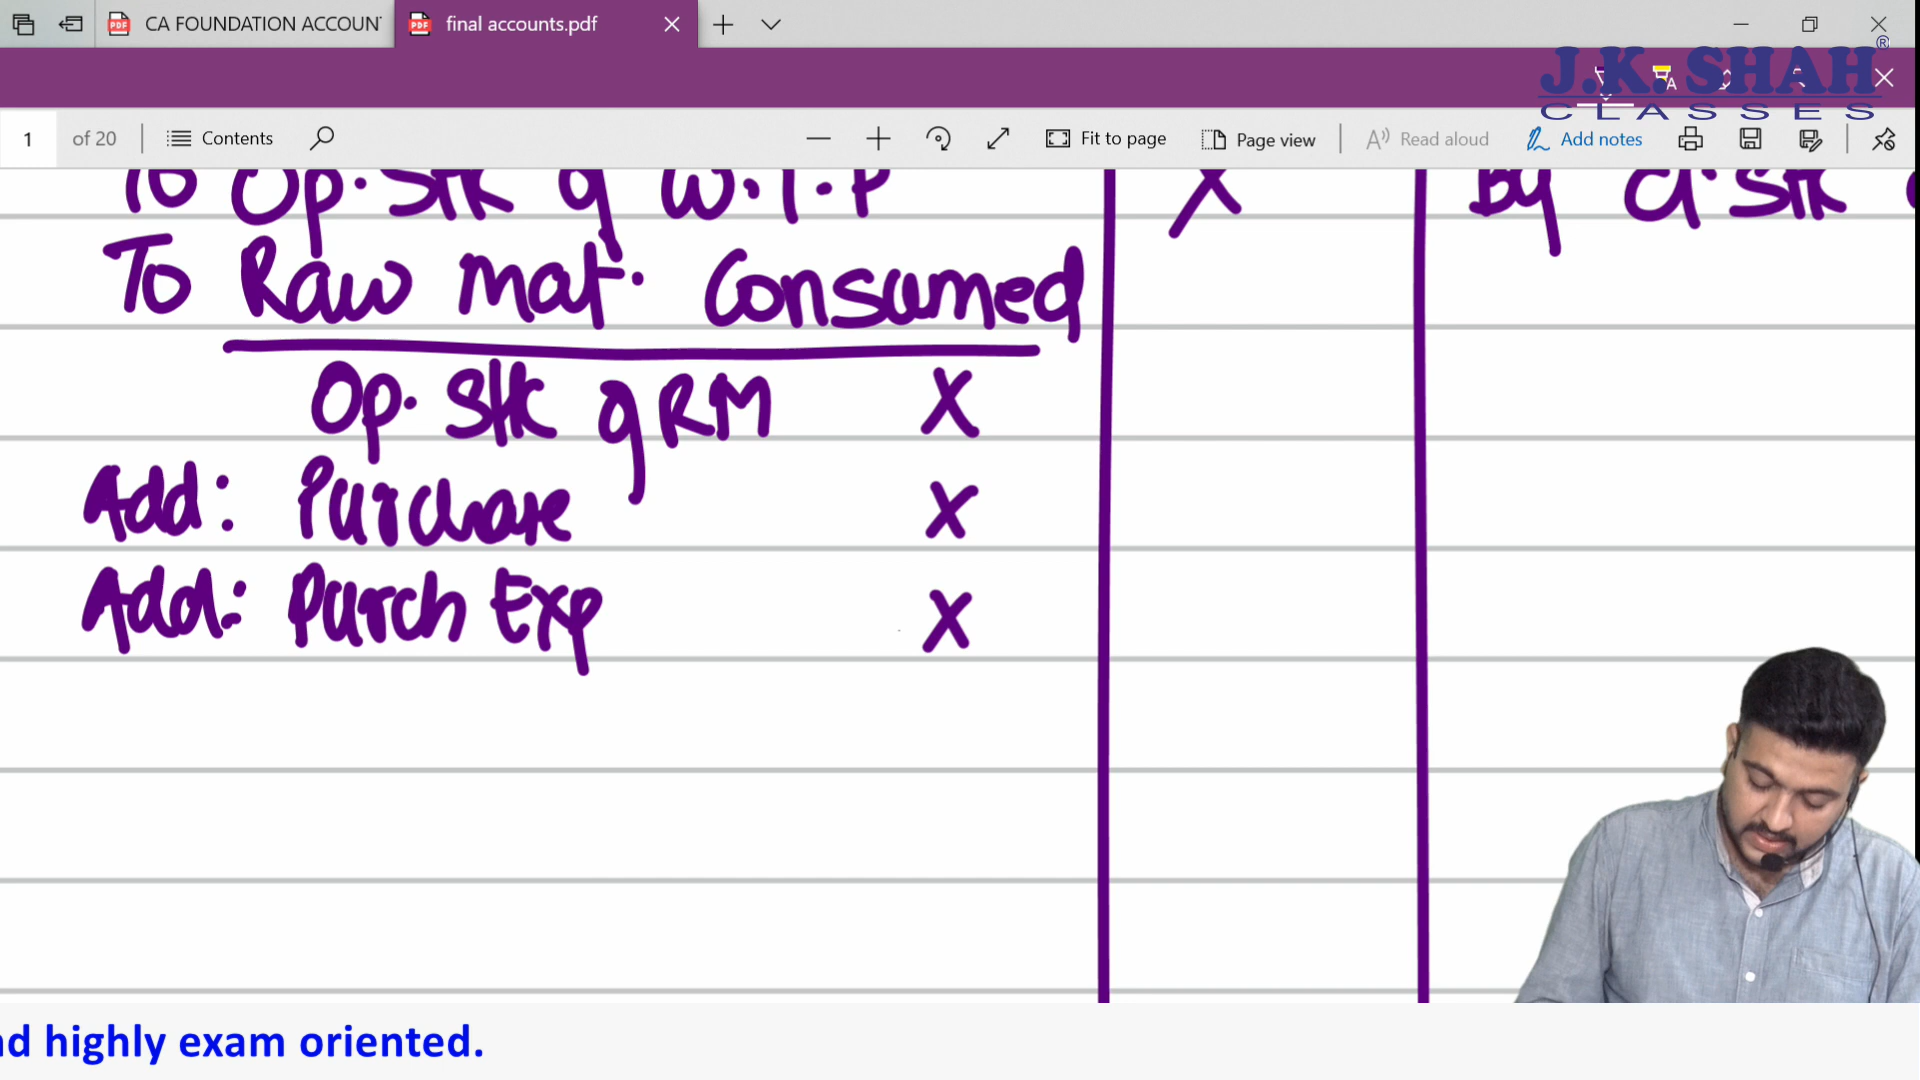 CA FOUNDATION ACCOUN
final accounts.pdf
J.K. SHAH ®
CLASSES
1 of 20 Contents Fit to page Page view Read aloud Add notes
To Op. Stk of W.I.P X By Cl. Stk
To Raw Mat. Consumed
Op. Stk of RM X
Add: Purchase X
Add: Purch Exp X
nd highly exam oriented.